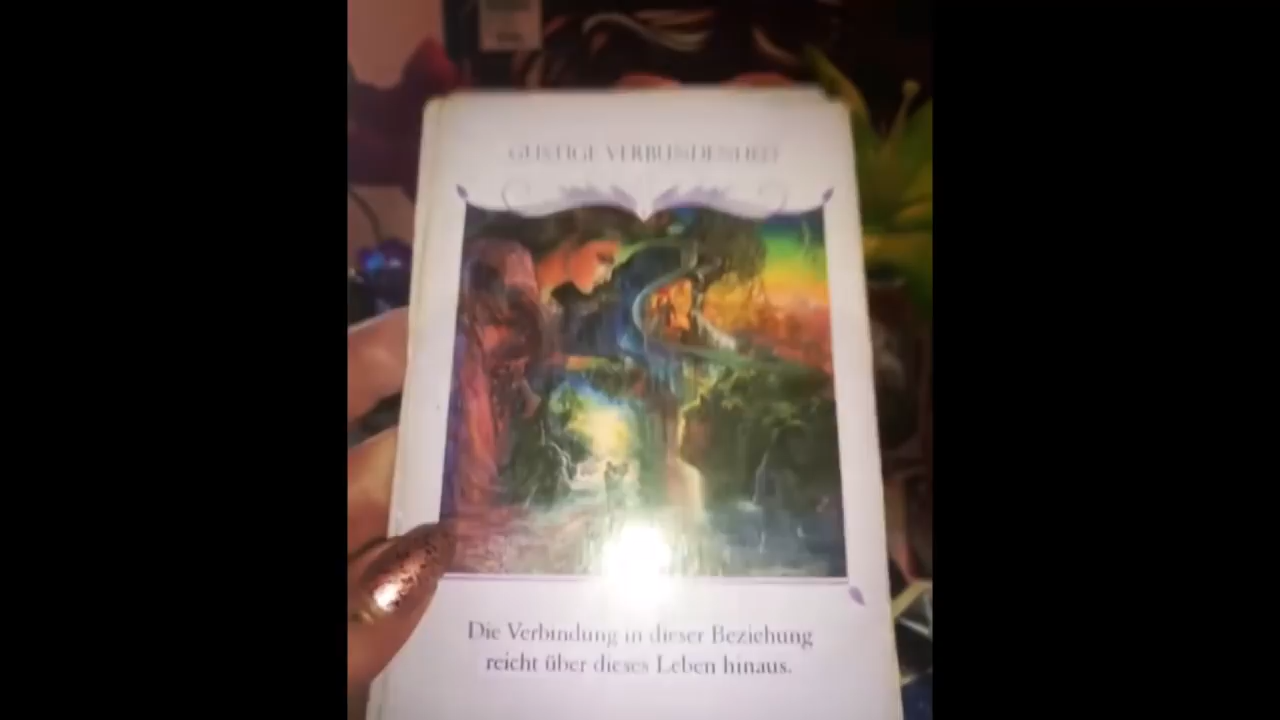 GEISTIGE VERBUNDENHEIT
Die Verbindung in dieser Beziehung
reicht über dieses Leben hinaus.